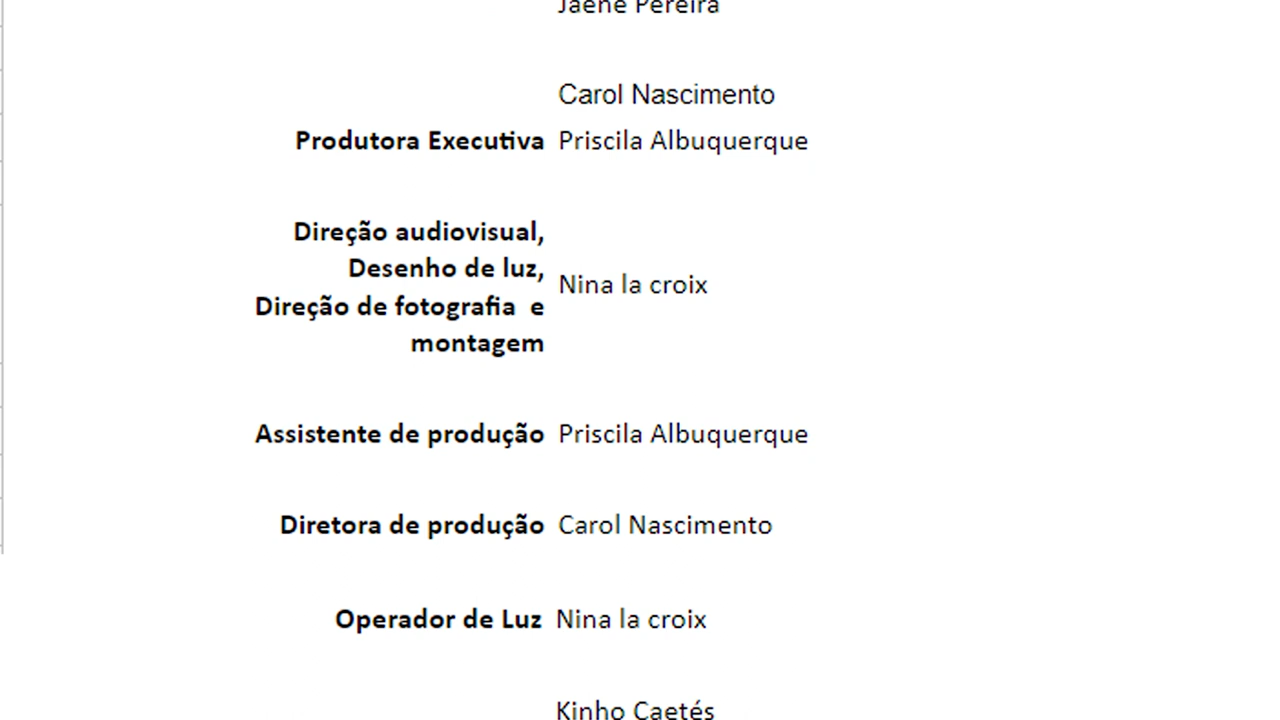 Jaene Pereira
Carol Nascimento
Produtora Executiva Priscila Albuquerque
Direção audiovisual,
Desenho de luz,
Direção de fotografia e
montagem
Nina la croix
Assistente de produção Priscila Albuquerque
Diretora de produção Carol Nascimento
Operador de Luz Nina la croix
Kinho Caetés